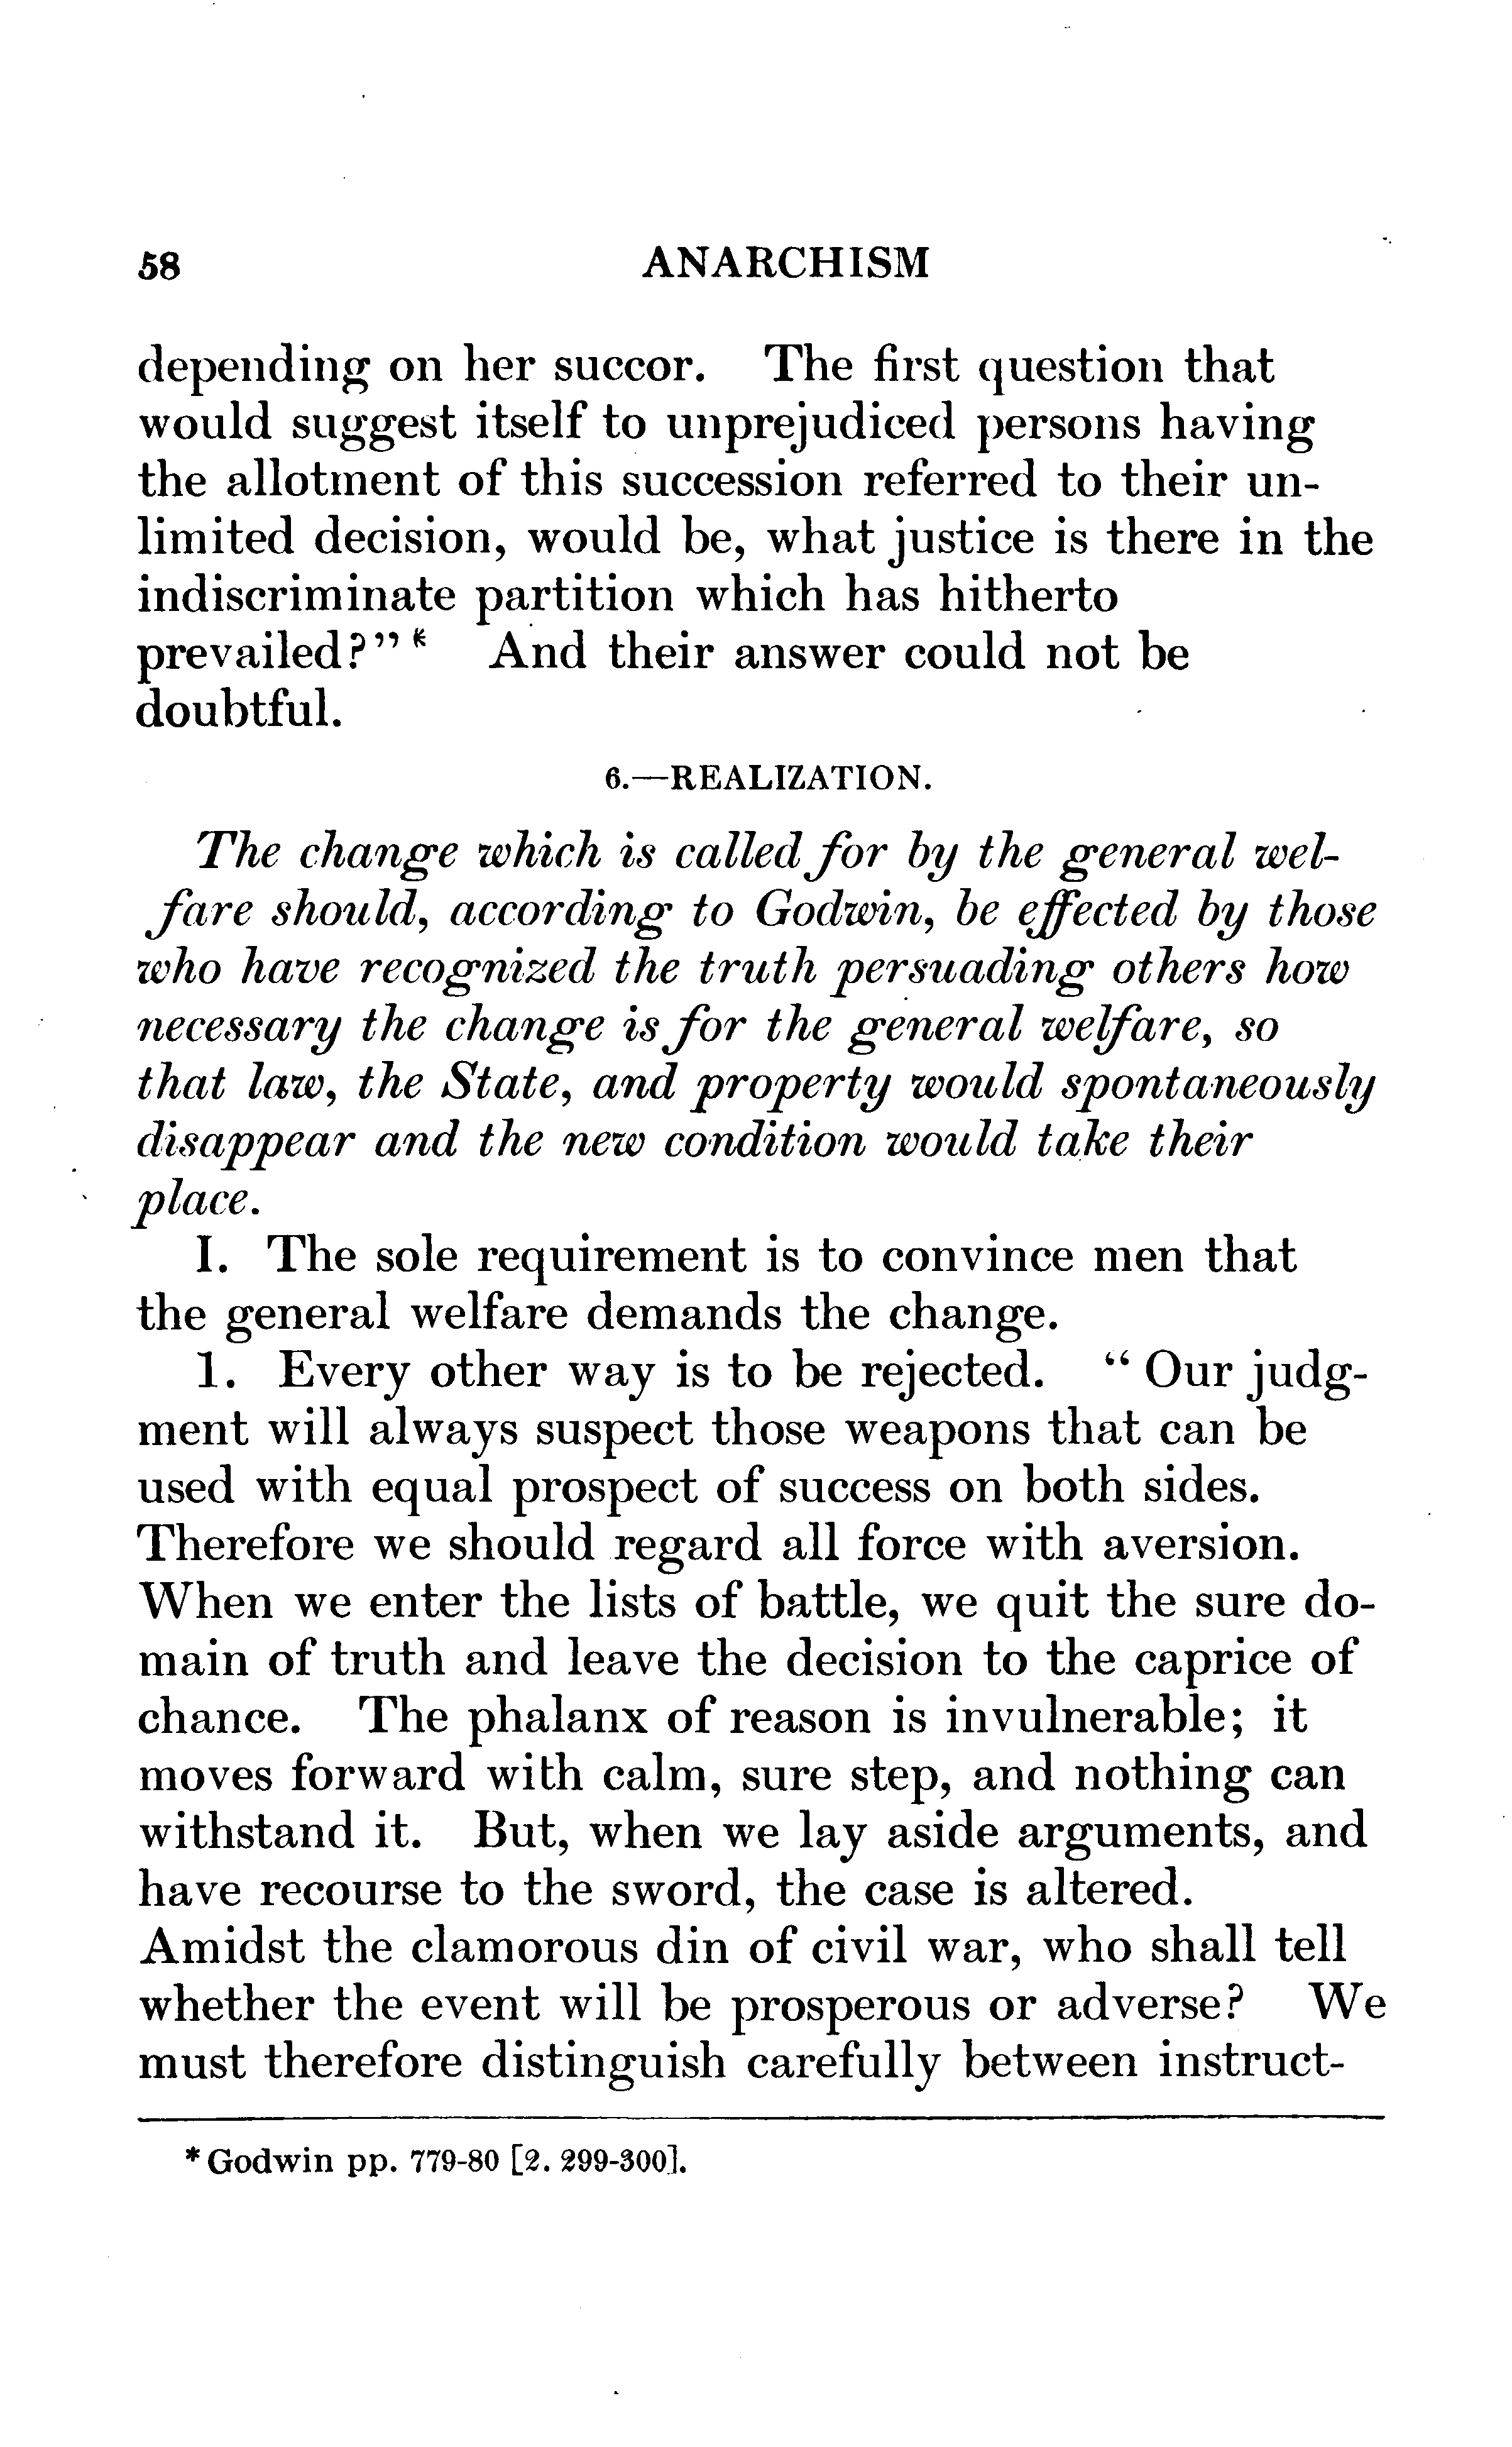 58 ANARCHISM
depending on her succor. The first question that
would suggest itself to unprejudiced persons having
the allotment of this succession referred to their un-
limited decision, would be, what justice is there in the
indiscriminate partition which has hitherto
prevailed?" * And their answer could not be
doubtful.
6.—REALIZATION.
The change which is called for by the general wel-
fare should, according to Godwin, be effected by those
who have recognized the truth persuading others how
necessary the change is for the general welfare, so
that law, the State, and property would spontaneously
disappear and the new condition would take their
place.
I. The sole requirement is to convince men that
the general welfare demands the change.
1. Every other way is to be rejected. " Our judg-
ment will always suspect those weapons that can be
used with equal prospect of success on both sides.
Therefore we should regard all force with aversion.
When we enter the lists of battle, we quit the sure do-
main of truth and leave the decision to the caprice of
chance. The phalanx of reason is invulnerable; it
moves forward with calm, sure step, and nothing can
withstand it. But, when we lay aside arguments, and
have recourse to the sword, the case is altered.
Amidst the clamorous din of civil war, who shall tell
whether the event will be prosperous or adverse? We
must therefore distinguish carefully between instruct-
* Godwin pp. 779-80 [2. 299-300].